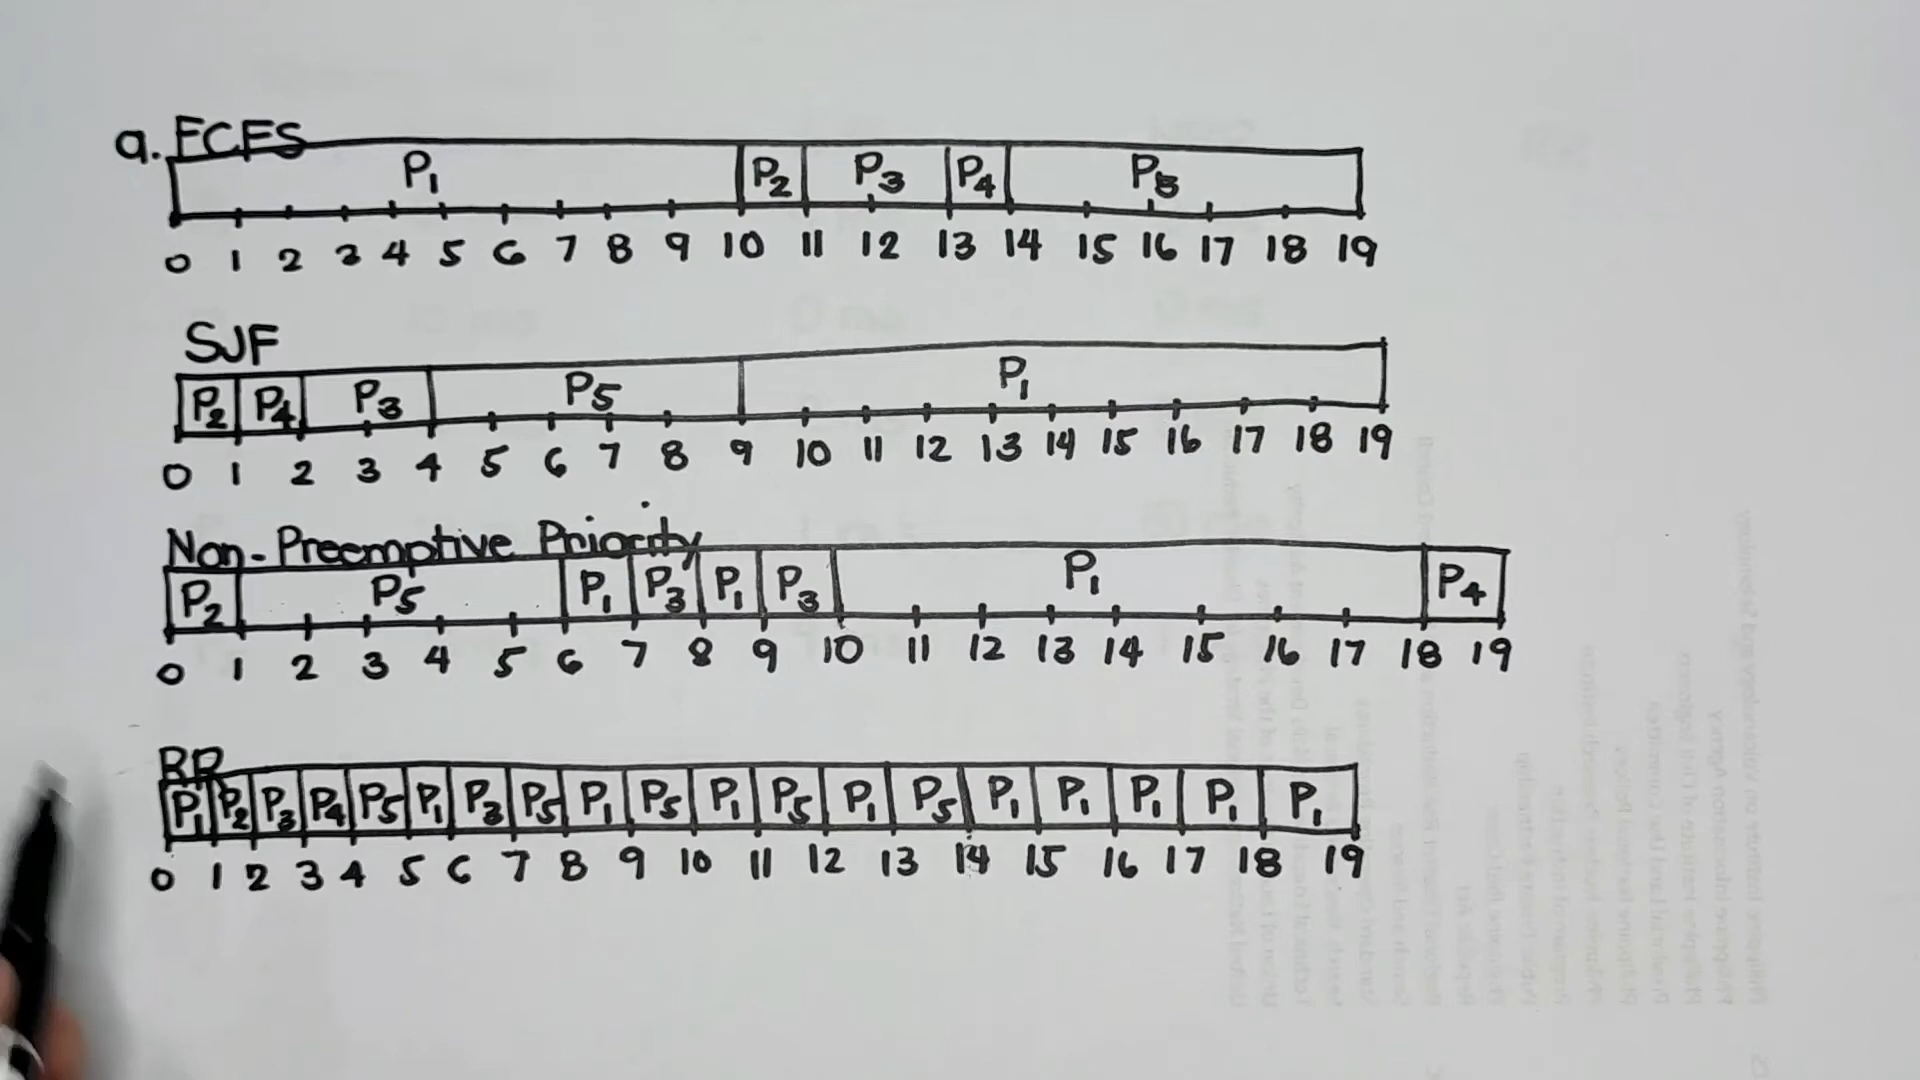 a. FCFS
P1 P2 P3 P4 P5
0 1 2 3 4 5 6 7 8 9 10 11 12 13 14 15 16 17 18 19
SJF
P2 P4 P3 P5 P1
0 1 2 3 4 5 6 7 8 9 10 11 12 13 14 15 16 17 18 19
Non-Preemptive Priority
P2 P5 P1 P3 P1 P3 P1 P4
0 1 2 3 4 5 6 7 8 9 10 11 12 13 14 15 16 17 18 19
RR
P1 P2 P3 P4 P5 P1 P3 P5 P1 P5 P1 P5 P1 P5 P1 P1 P1 P1 P1
0 1 2 3 4 5 6 7 8 9 10 11 12 13 14 15 16 17 18 19